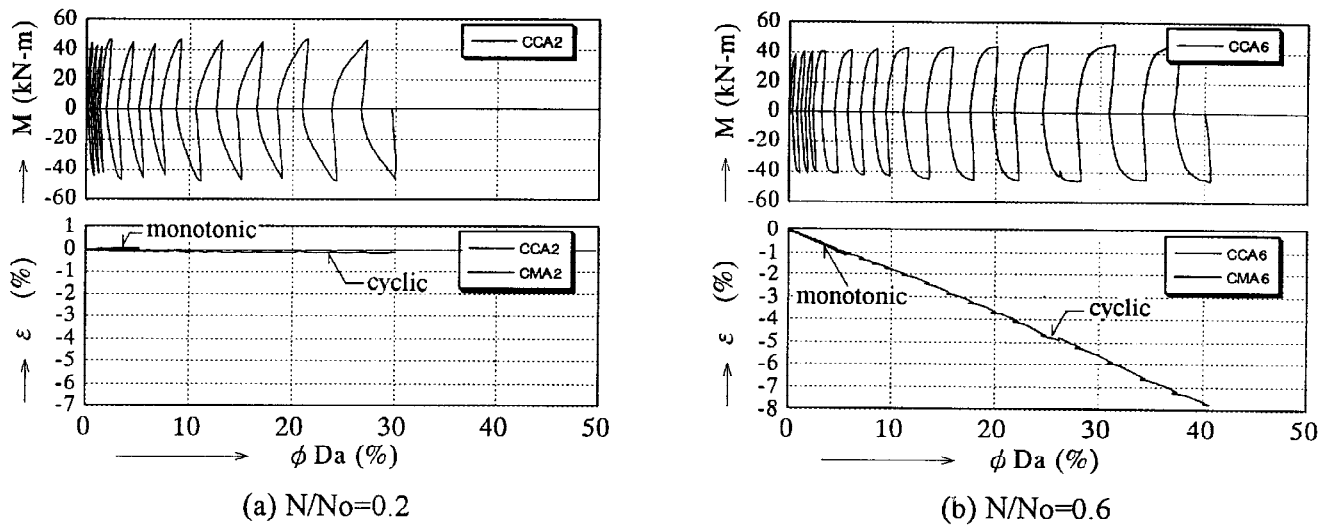 60
40
20
0
-20
-40
-60
M (kN-m)
CCA2
1
0
-1
-2
-3
-4
-5
-6
-7
ε (%)
monotonic
cyclic
CCA2
CMA2
0 10 20 30 40 50
ϕ Da (%)
(a) N/No=0.2
60
40
20
0
-20
-40
-60
M (kN-m)
CCA6
0
-1
-2
-3
-4
-5
-6
-7
-8
ε (%)
monotonic
cyclic
CCA6
CMA6
0 10 20 30 40 50
ϕ Da (%)
(b) N/No=0.6